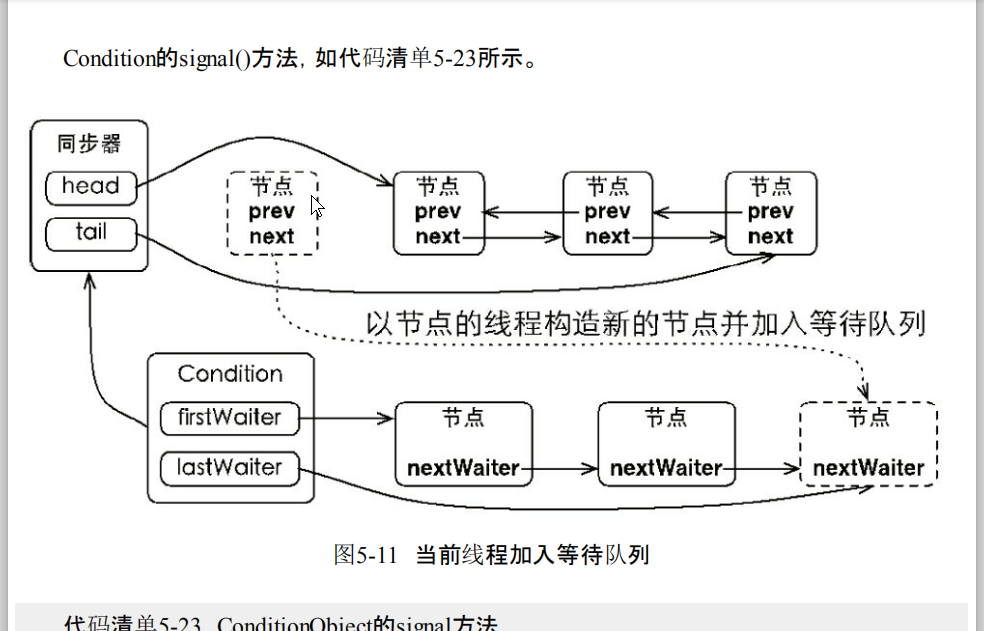 Condition的signal()方法，如代码清单5-23所示。
同步器
head
tail
节点
prev
next
节点
prev
next
节点
prev
next
节点
prev
next
以节点的线程构造新的节点并加入等待队列
Condition
firstWaiter
lastWaiter
节点
nextWaiter
节点
nextWaiter
节点
nextWaiter
图5-11 当前线程加入等待队列
代码清单5-23 ConditionObject的signal方法